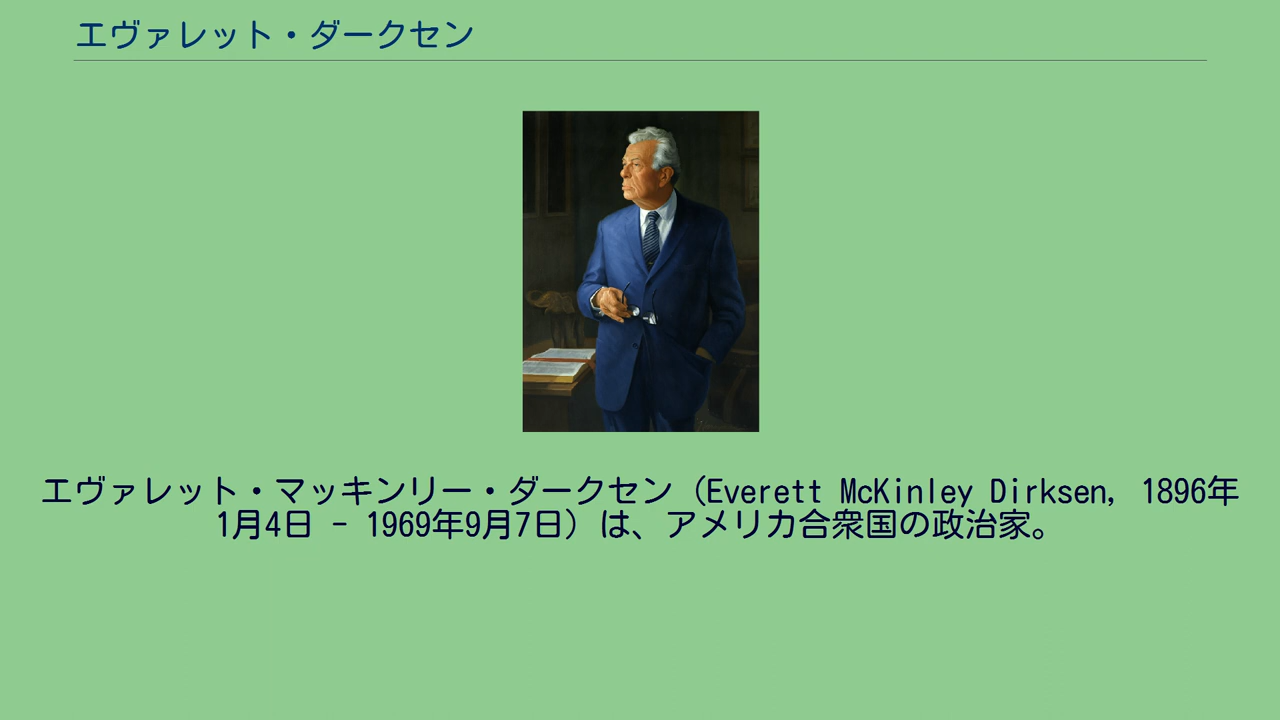 エヴァレット・ダークセン
エヴァレット・マッキンリー・ダークセン（Everett McKinley Dirksen, 1896年
1月4日 - 1969年9月7日）は、アメリカ合衆国の政治家。